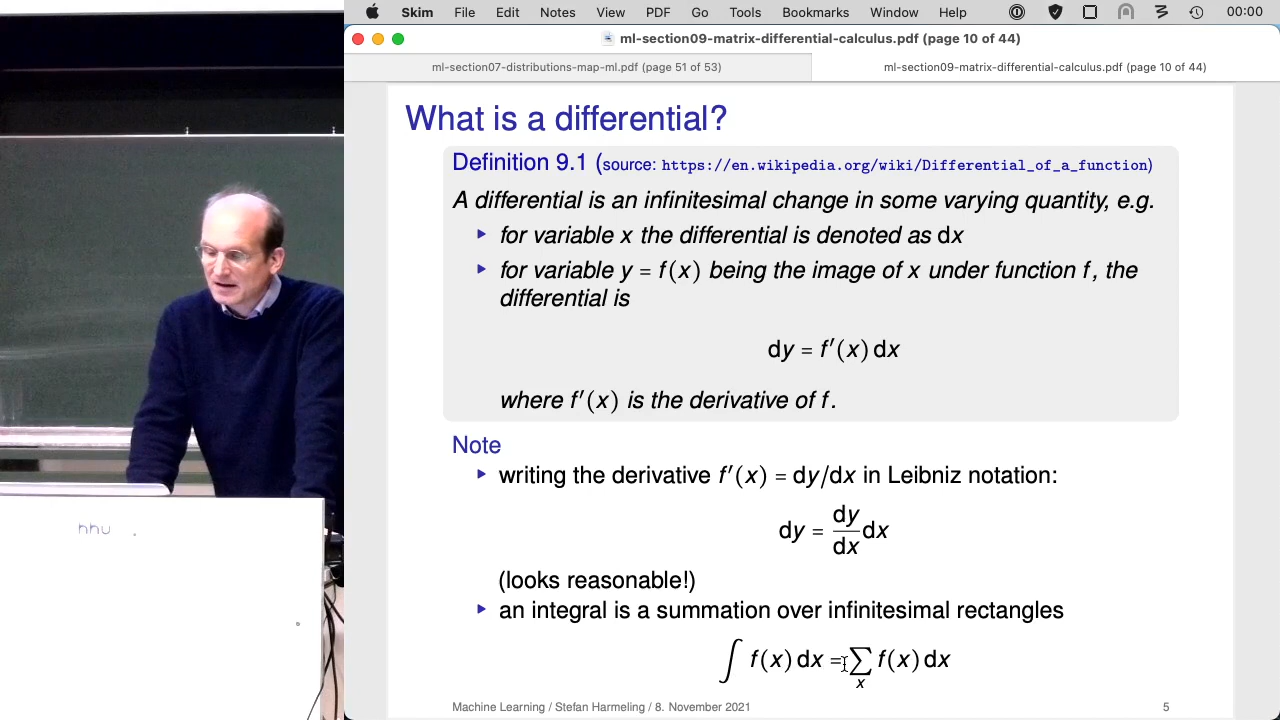 Skim File Edit Notes View PDF Go Tools Bookmarks Window Help 00:00
ml-section09-matrix-differential-calculus.pdf (page 10 of 44)
ml-section07-distributions-map-ml.pdf (page 51 of 53) ml-section09-matrix-differential-calculus.pdf (page 10 of 44)
What is a differential?
Definition 9.1 (source: https://en.wikipedia.org/wiki/Differential_of_a_function)
A differential is an infinitesimal change in some varying quantity, e.g.
▸ for variable x the differential is denoted as dx
▸ for variable y = f(x) being the image of x under function f, the
differential is
dy = f′(x) dx
where f′(x) is the derivative of f.
Note
▸ writing the derivative f′(x) = dy/dx in Leibniz notation:
dy = dy/dx dx
(looks reasonable!)
▸ an integral is a summation over infinitesimal rectangles
∫ f(x) dx = ∑x f(x) dx
Machine Learning / Stefan Harmeling / 8. November 2021 5
hhu